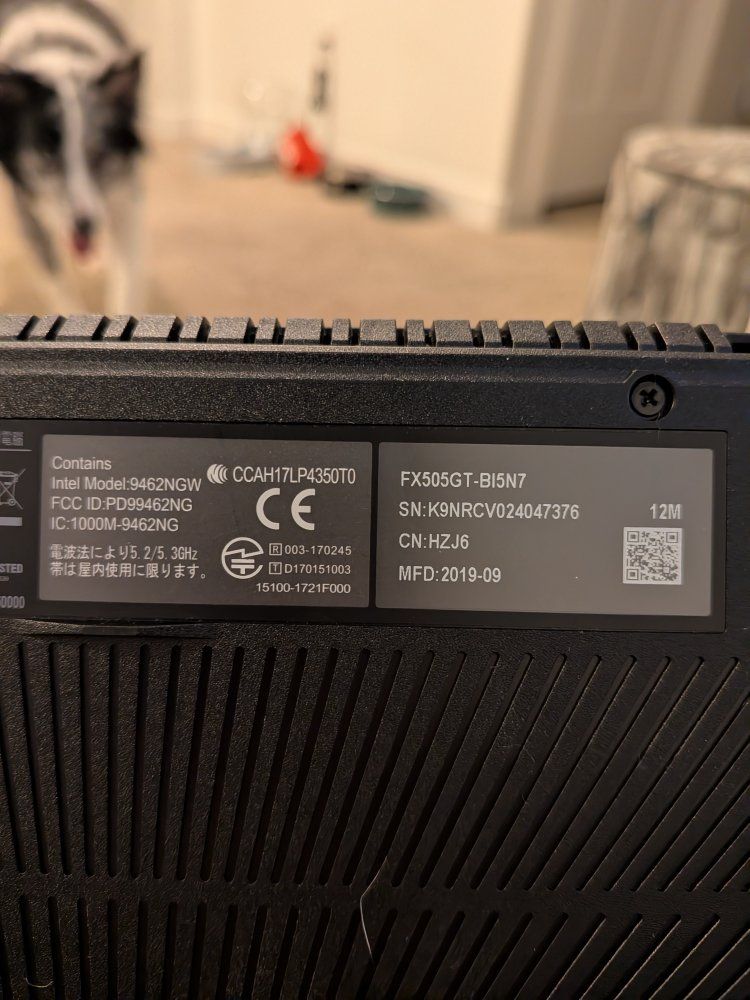 電腦
Contains
Intel Model:9462NGW
FCC ID:PD99462NG
IC:1000M-9462NG
電波法により5.2/5.3GHz
帯は屋内使用に限ります。
CCAH17LP4350T0
CE
R 003-170245
T D170151003
15100-1721F000
FX505GT-BI5N7
SN:K9NRCV024047376
12M
CN:HZJ6
MFD:2019-09